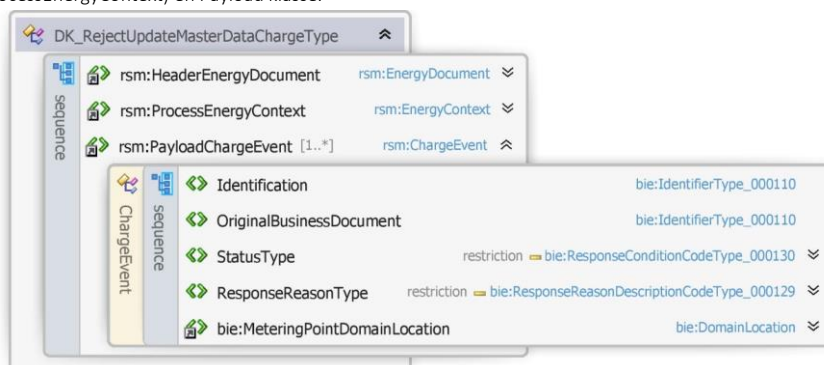 DK_RejectUpdateMasterDataChargeType
sequence
rsm:HeaderEnergyDocument rsm:EnergyDocument
rsm:ProcessEnergyContext rsm:EnergyContext
rsm:PayloadChargeEvent [1..*] rsm:ChargeEvent
ChargeEvent
sequence
Identification bie:IdentifierType_000110
OriginalBusinessDocument bie:IdentifierType_000110
StatusType restriction bie:ResponseConditionCodeType_000130
ResponseReasonType restriction bie:ResponseReasonDescriptionCodeType_000129
bie:MeteringPointDomainLocation bie:DomainLocation